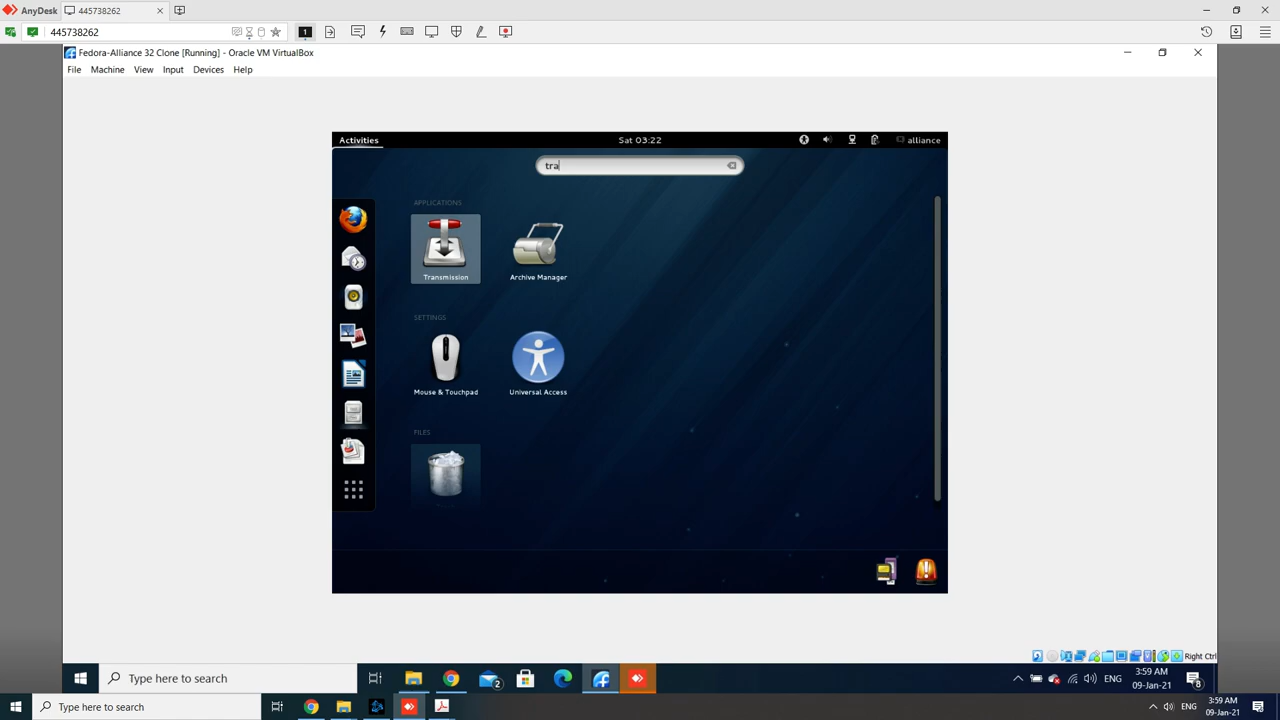 AnyDesk
445738262
445738262
1
Fedora-Alliance 32 Clone [Running] - Oracle VM VirtualBox
File Machine View Input Devices Help
Activities
Sat 03:22
alliance
tra
APPLICATIONS
Transmission
Archive Manager
SETTINGS
Mouse & Touchpad
Universal Access
FILES
Right Ctrl
Type here to search
2
ENG
3:59 AM
09-Jan-21
Type here to search
ENG
3:59 AM
09-Jan-21